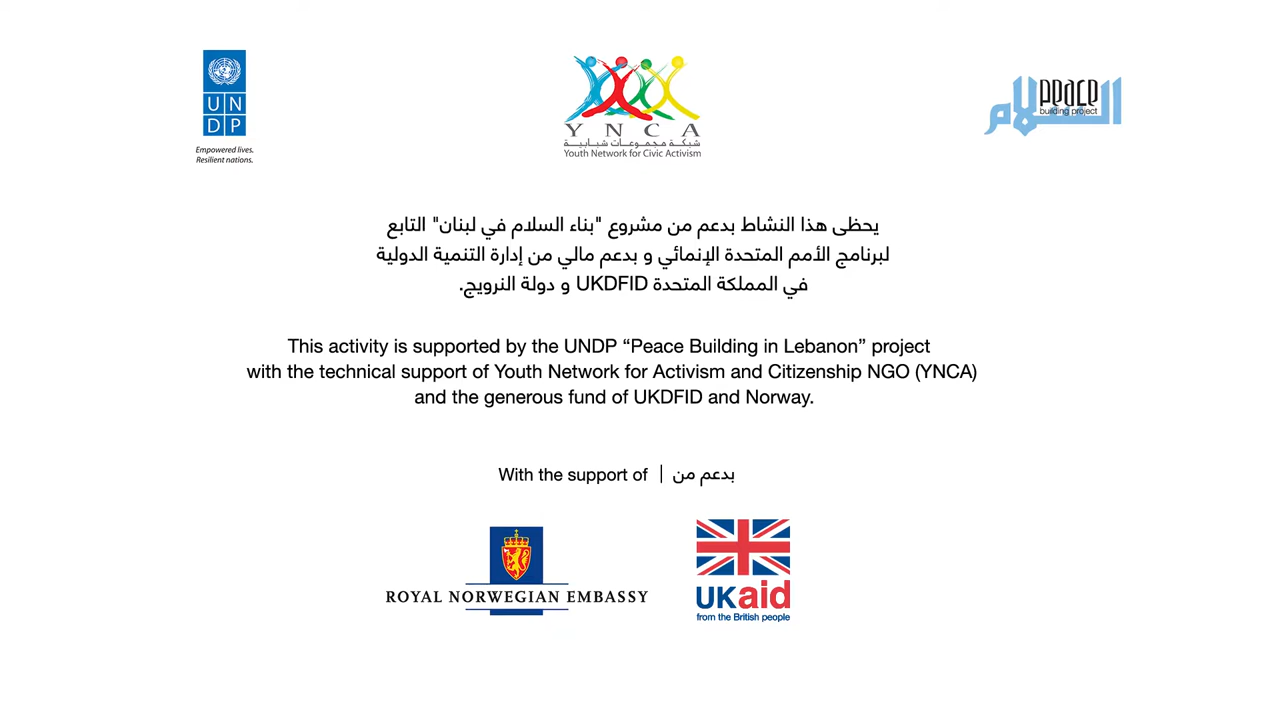 UN
DP
Empowered lives.
Resilient nations.
YNCA
شبكة مجموعات شبابية
Youth Network for Civic Activism
السلام
peace
building project
يحظى هذا النشاط بدعم من مشروع "بناء السلام في لبنان" التابع
لبرنامج الأمم المتحدة الإنمائي و بدعم مالي من إدارة التنمية الدولية
في المملكة المتحدة UKDFID و دولة النرويج.
This activity is supported by the UNDP “Peace Building in Lebanon” project
with the technical support of Youth Network for Activism and Citizenship NGO (YNCA)
and the generous fund of UKDFID and Norway.
With the support of | بدعم من
ROYAL NORWEGIAN EMBASSY
UKaid
from the British people